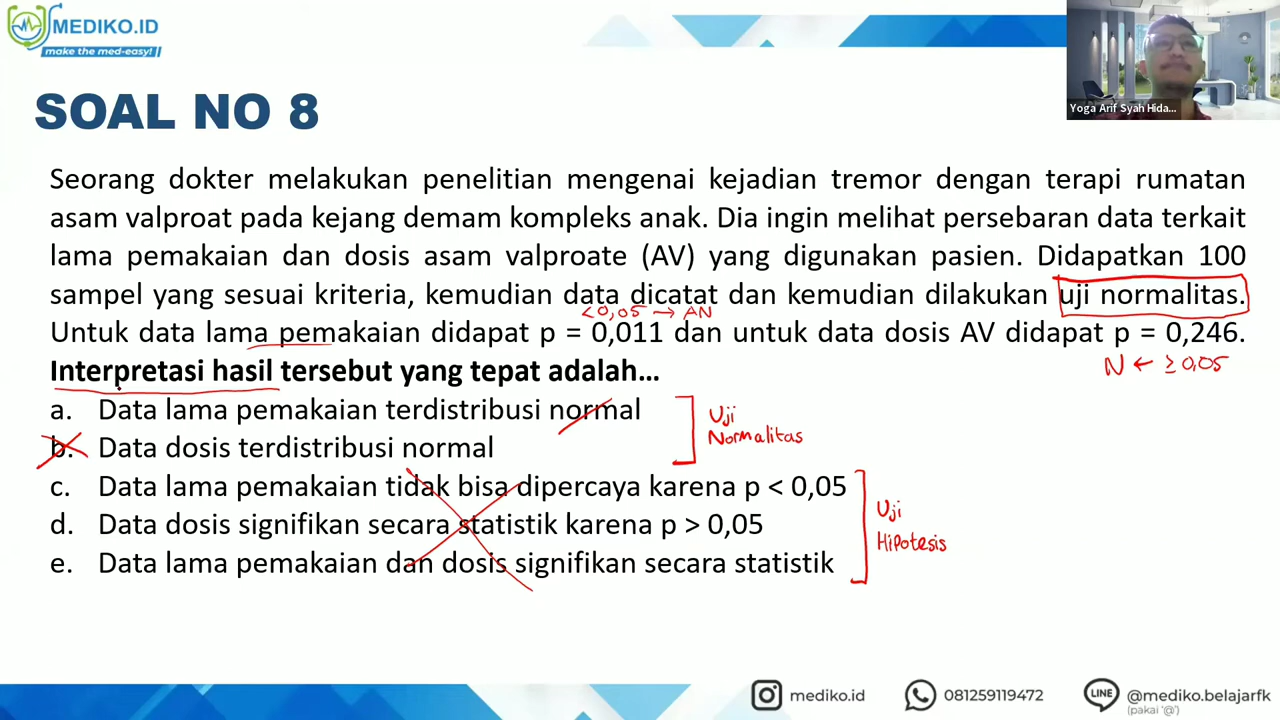 MEDIKO.ID
make the med-easy!
Yoga Arif Syah Hida...
SOAL NO 8
Seorang dokter melakukan penelitian mengenai kejadian tremor dengan terapi rumatan
asam valproat pada kejang demam kompleks anak. Dia ingin melihat persebaran data terkait
lama pemakaian dan dosis asam valproate (AV) yang digunakan pasien. Didapatkan 100
sampel yang sesuai kriteria, kemudian data dicatat dan kemudian dilakukan uji normalitas.
< 0,05 → AN
Untuk data lama pemakaian didapat p = 0,011 dan untuk data dosis AV didapat p = 0,246.
N ← ≥ 0,05
Interpretasi hasil tersebut yang tepat adalah...
a. Data lama pemakaian terdistribusi normal
b. Data dosis terdistribusi normal
Uji
Normalitas
c. Data lama pemakaian tidak bisa dipercaya karena p < 0,05
d. Data dosis signifikan secara statistik karena p > 0,05
e. Data lama pemakaian dan dosis signifikan secara statistik
Uji
Hipotesis
mediko.id
081259119472
LINE
@mediko.belajarfk
(pakai '@')